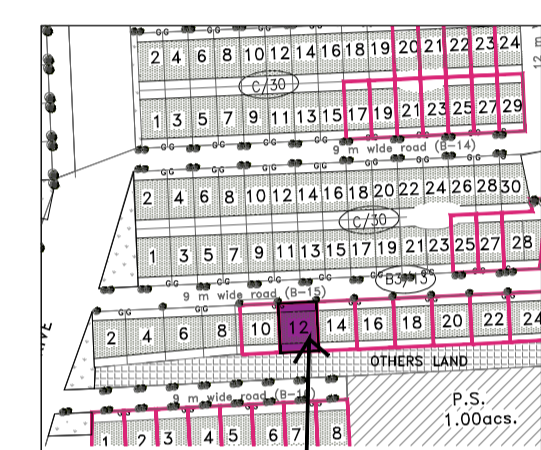 2 4 6 8 10 12 14 16 18 19 20 21 22 23 24
C/30
1 3 5 7 9 11 13 15 17 19 21 23 25 27 29
12 m
9 m wide road (B-14)
2 4 6 8 10 12 14 16 18 20 22 24 26 28 30
C/30
1 3 5 7 9 11 13 15 17 19 21 23 25 27 28
B3/13
9 m wide road (B-15)
2 4 6 8 10 12 14 16 18 20 22 24
OTHERS LAND
9 m wide road (B-1
P.S.
1.00acs.
1 2 3 4 5 6 7 8